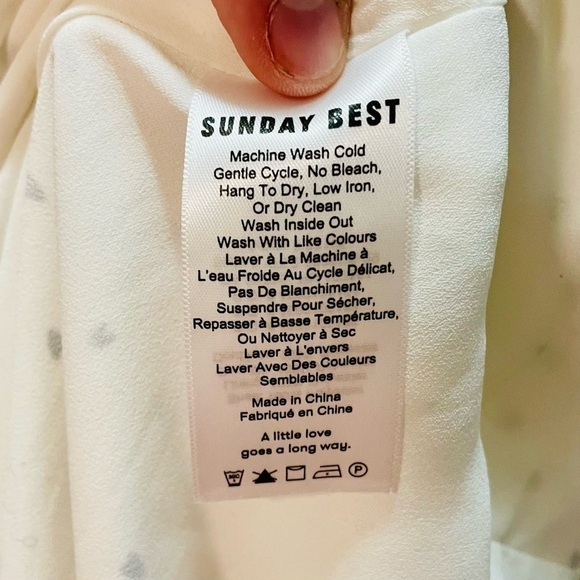 SUNDAY BEST
Machine Wash Cold
Gentle Cycle, No Bleach,
Hang To Dry, Low Iron,
Or Dry Clean
Wash Inside Out
Wash With Like Colours
Laver à La Machine à
L'eau Froide Au Cycle Délicat,
Pas De Blanchiment,
Suspendre Pour Sécher,
Repasser à Basse Température,
Ou Nettoyer à Sec
Laver à L'envers
Laver Avec Des Couleurs
Semblables
Made in China
Fabriqué en Chine
A little love
goes a long way.
P